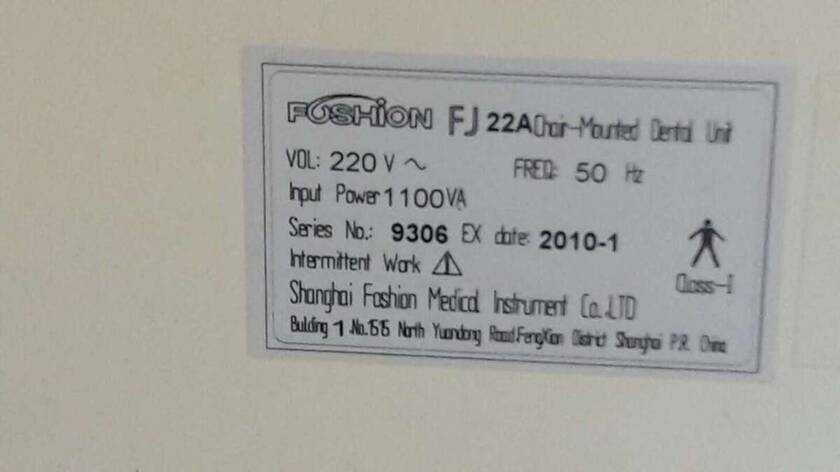 FOSHION FJ 22A Chair-Mounted Dental Unit
VOL: 220 V ~ FREQ: 50 Hz
Input Power 1100VA
Series No.: 9306 EX date: 2010-1
Intermittent Work
Class-I
Shanghai Foshion Medical Instrument Co.,LTD
Building 1 .No.1515 North Yuandong Road.FengXian District Shanghai P.R. China